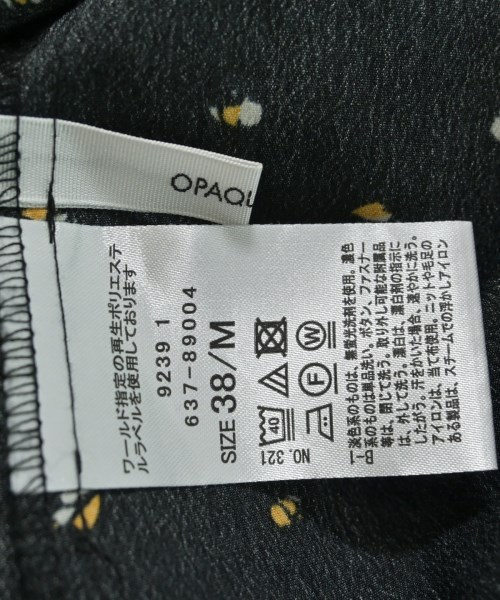 OPAQU
ワールド指定の再生ポリエステ
ルラベルを使用しております
9239 1
637-89004
SIZE 38/M
40
F W
NO. 321
淡色系のものは、無蛍光洗剤を使用。濃色
系のものは単品洗い。ボタン、ファスナー
等は、閉じて洗う。取り外し可能な附属品
は、外して洗う。漂白は、漂白剤の指示に
したがう。汗をかいた場合、速やかに洗う。
アイロンは、当て布使用。ニットや毛足の
ある製品は、スチームでの浮かしアイロン